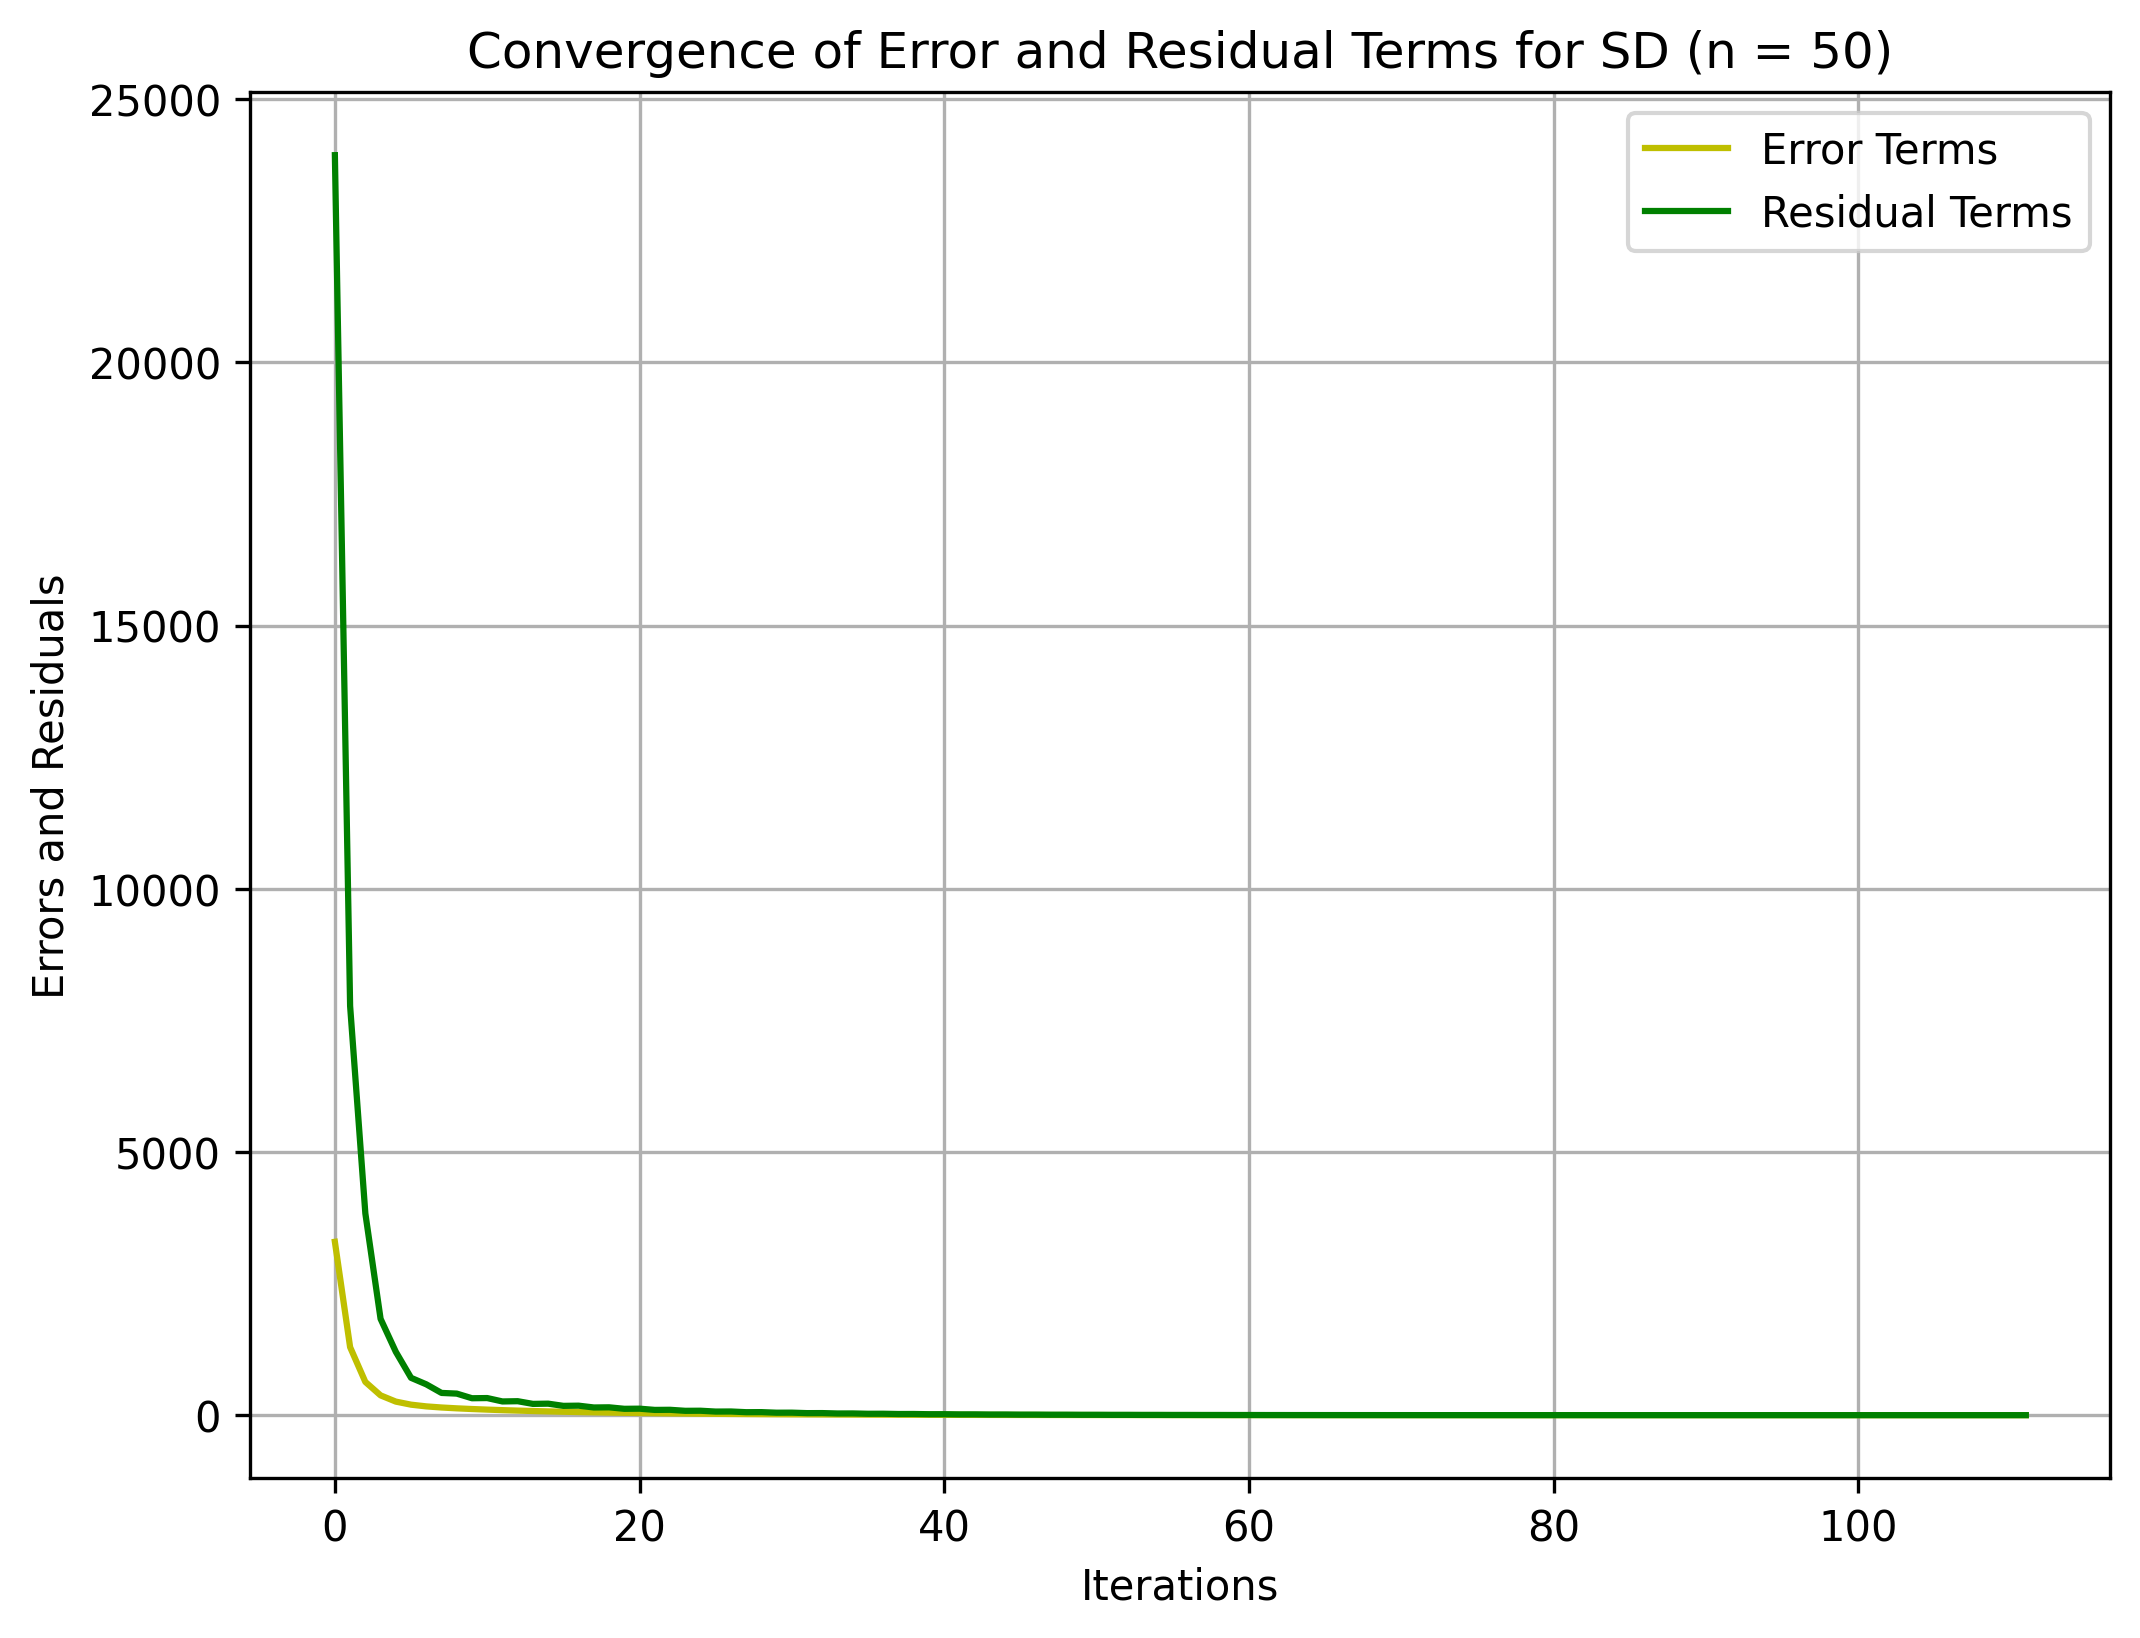 Convergence of Error and Residual Terms for SD (n = 50)
Error Terms
Residual Terms
25000
20000
15000
10000
5000
0
Errors and Residuals
0 20 40 60 80 100
Iterations